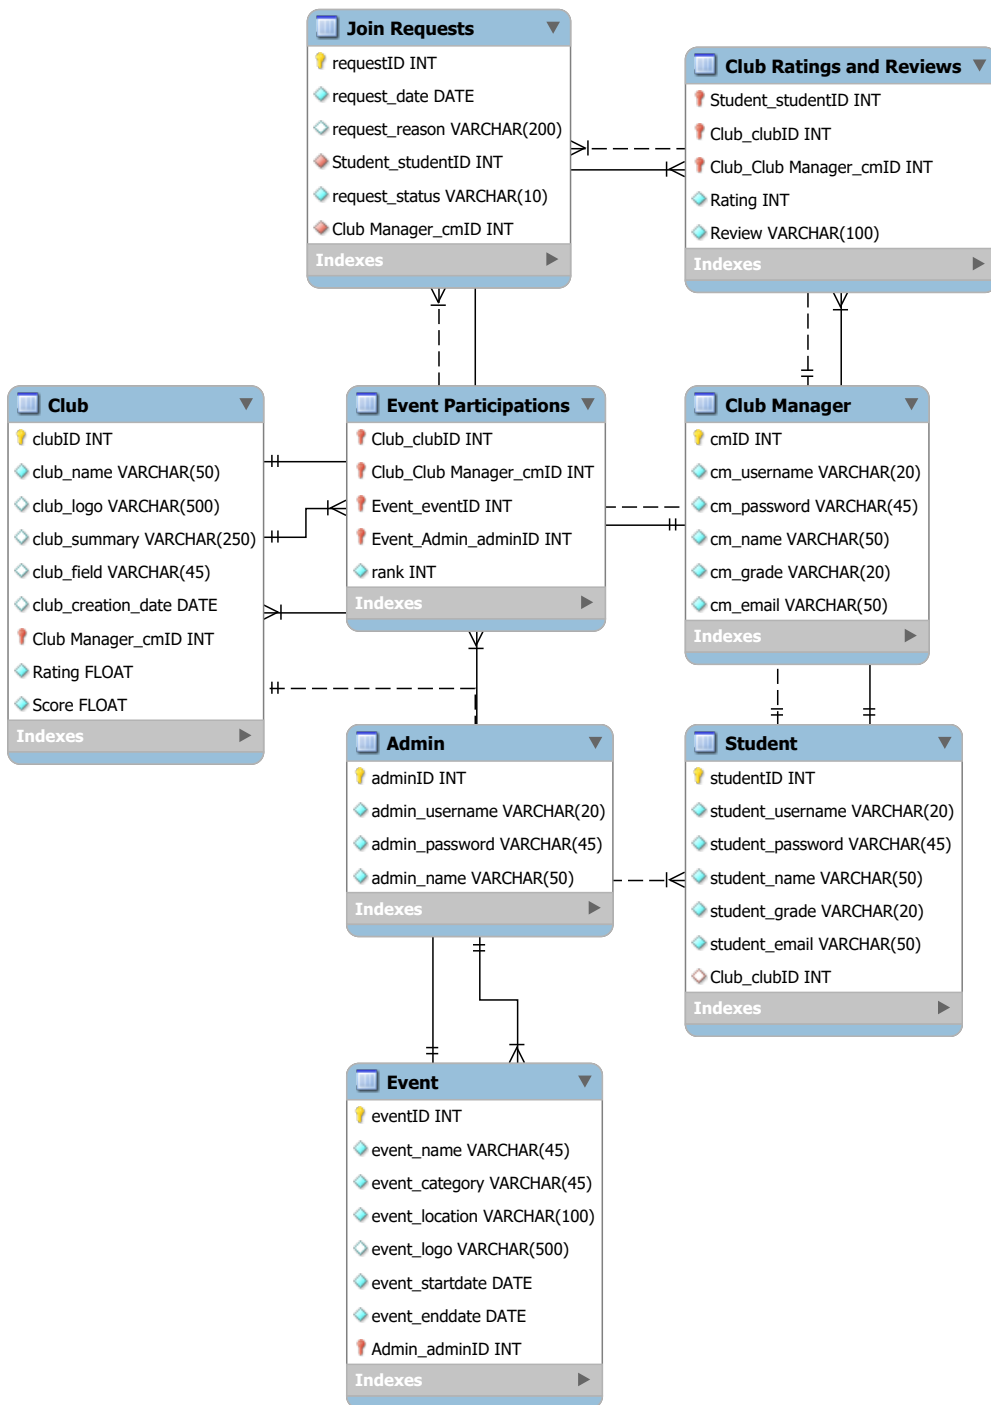 Join Requests
requestID INT
request_date DATE
request_reason VARCHAR(200)
Student_studentID INT
request_status VARCHAR(10)
Club Manager_cmID INT
Indexes
Club Ratings and Reviews
Student_studentID INT
Club_clubID INT
Club_Club Manager_cmID INT
Rating INT
Review VARCHAR(100)
Indexes
Club
clubID INT
club_name VARCHAR(50)
club_logo VARCHAR(500)
club_summary VARCHAR(250)
club_field VARCHAR(45)
club_creation_date DATE
Club Manager_cmID INT
Rating FLOAT
Score FLOAT
Indexes
Event Participations
Club_clubID INT
Club_Club Manager_cmID INT
Event_eventID INT
Event_Admin_adminID INT
rank INT
Indexes
Club Manager
cmID INT
cm_username VARCHAR(20)
cm_password VARCHAR(45)
cm_name VARCHAR(50)
cm_grade VARCHAR(20)
cm_email VARCHAR(50)
Indexes
Admin
adminID INT
admin_username VARCHAR(20)
admin_password VARCHAR(45)
admin_name VARCHAR(50)
Indexes
Student
studentID INT
student_username VARCHAR(20)
student_password VARCHAR(45)
student_name VARCHAR(50)
student_grade VARCHAR(20)
student_email VARCHAR(50)
Club_clubID INT
Indexes
Event
eventID INT
event_name VARCHAR(45)
event_category VARCHAR(45)
event_location VARCHAR(100)
event_logo VARCHAR(500)
event_startdate DATE
event_enddate DATE
Admin_adminID INT
Indexes